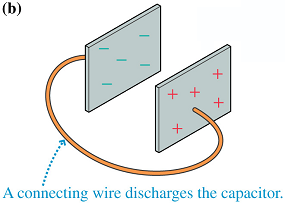 (b)
A connecting wire discharges the capacitor.